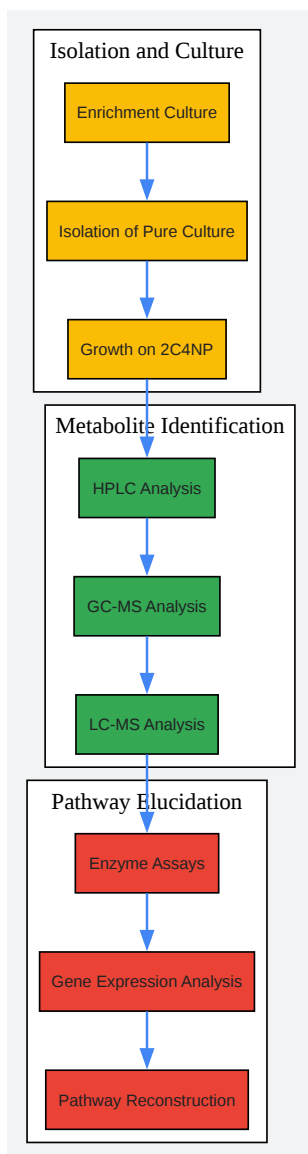 Isolation and Culture
Enrichment Culture
Isolation of Pure Culture
Growth on 2C4NP
Metabolite Identification
HPLC Analysis
GC-MS Analysis
LC-MS Analysis
Pathway Elucidation
Enzyme Assays
Gene Expression Analysis
Pathway Reconstruction